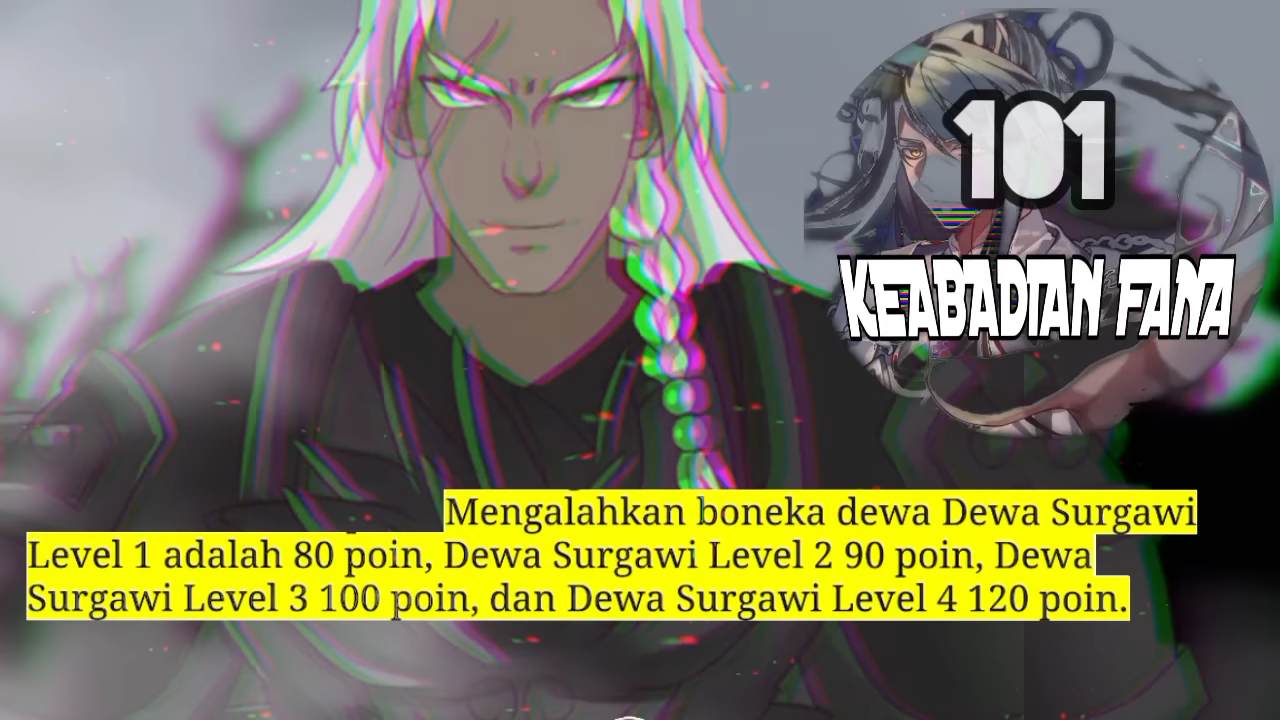 101
KEABADIAN FANA
Mengalahkan boneka dewa Dewa Surgawi
Level 1 adalah 80 poin, Dewa Surgawi Level 2 90 poin, Dewa
Surgawi Level 3 100 poin, dan Dewa Surgawi Level 4 120 poin.